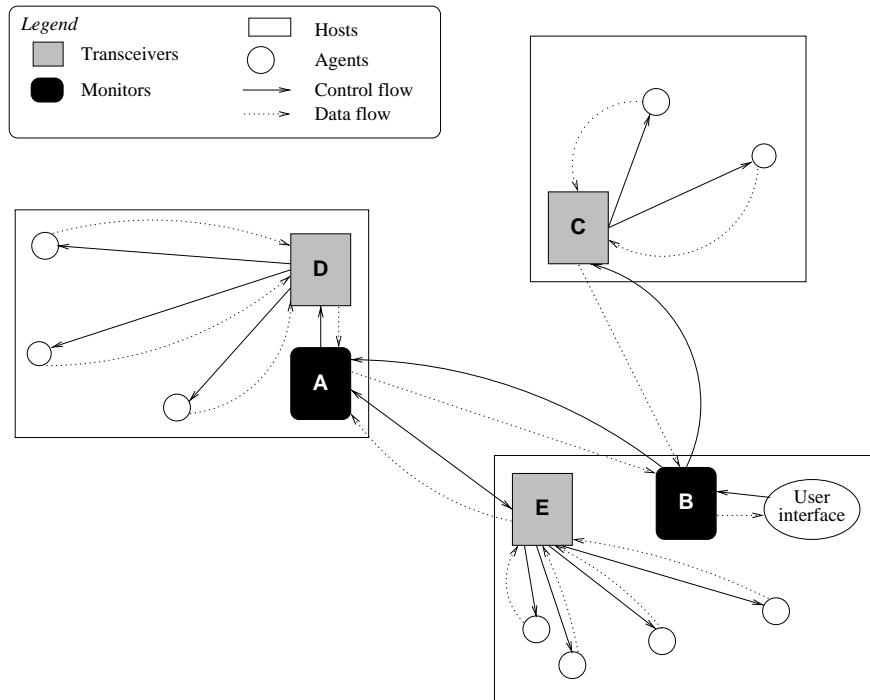 Legend
Transceivers
Monitors
Hosts
Agents
Control flow
Data flow
C
D
A
E
B
User
interface